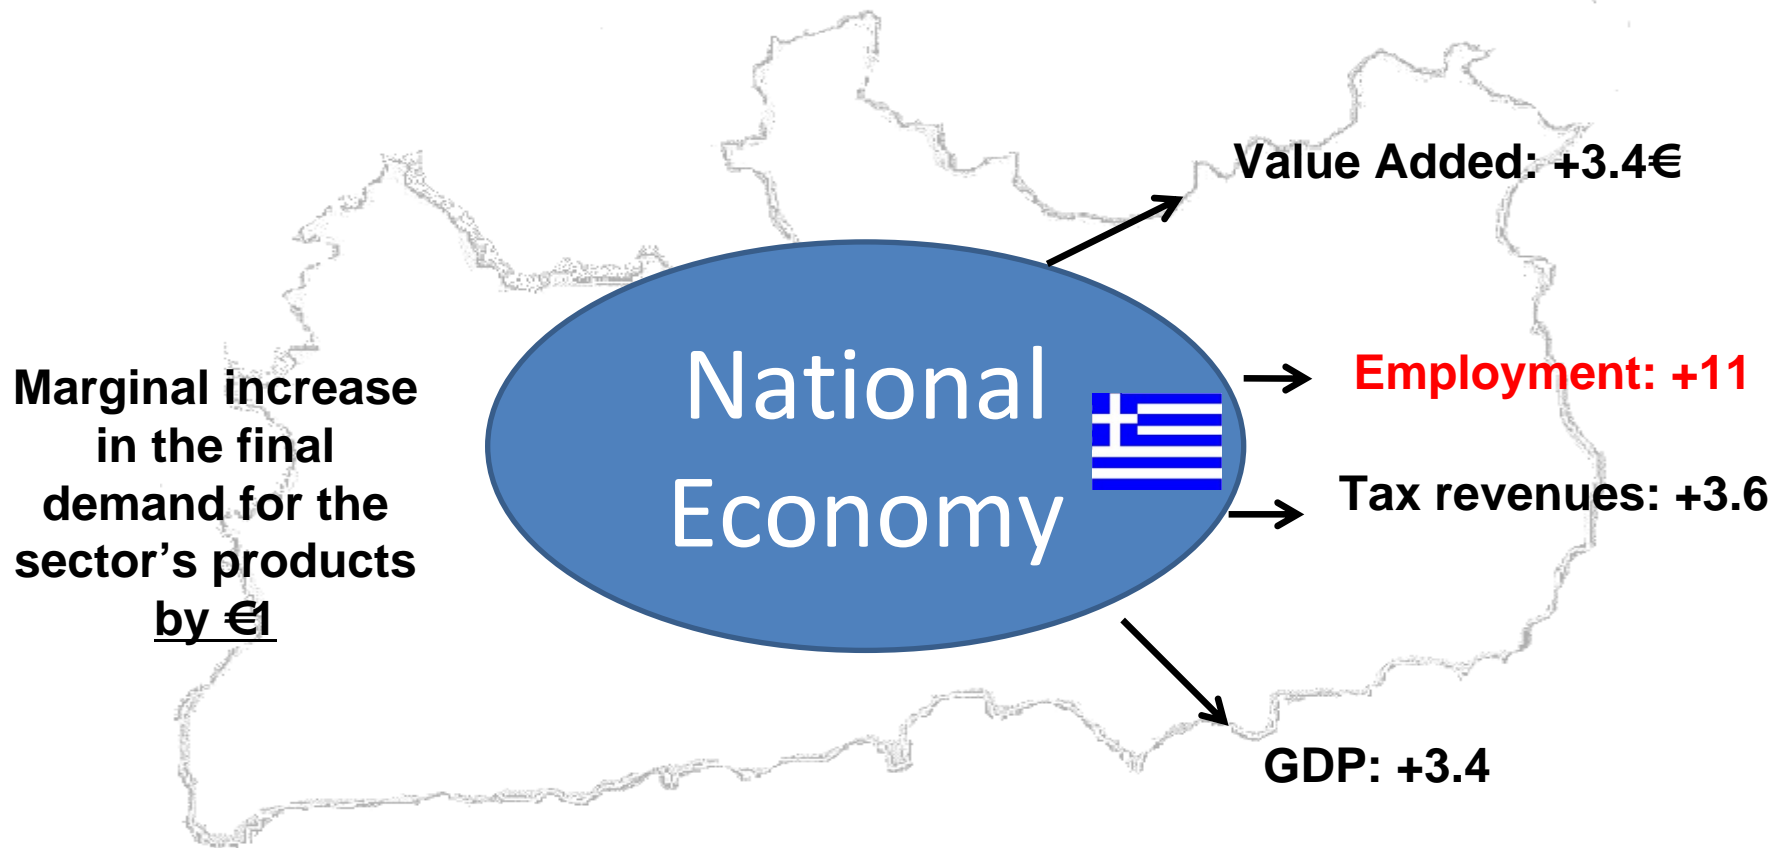 Value Added: +3.4€
Marginal increase
in the final
demand for the
sector’s products
by €1
National
Economy
Employment: +11
Tax revenues: +3.6
GDP: +3.4